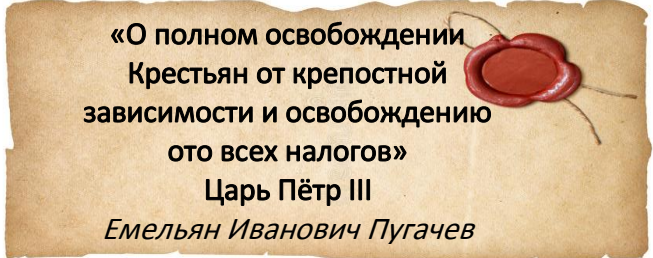 «О полном освобождении
Крестьян от крепостной
зависимости и освобождению
ото всех налогов»
Царь Пётр III
Емельян Иванович Пугачев